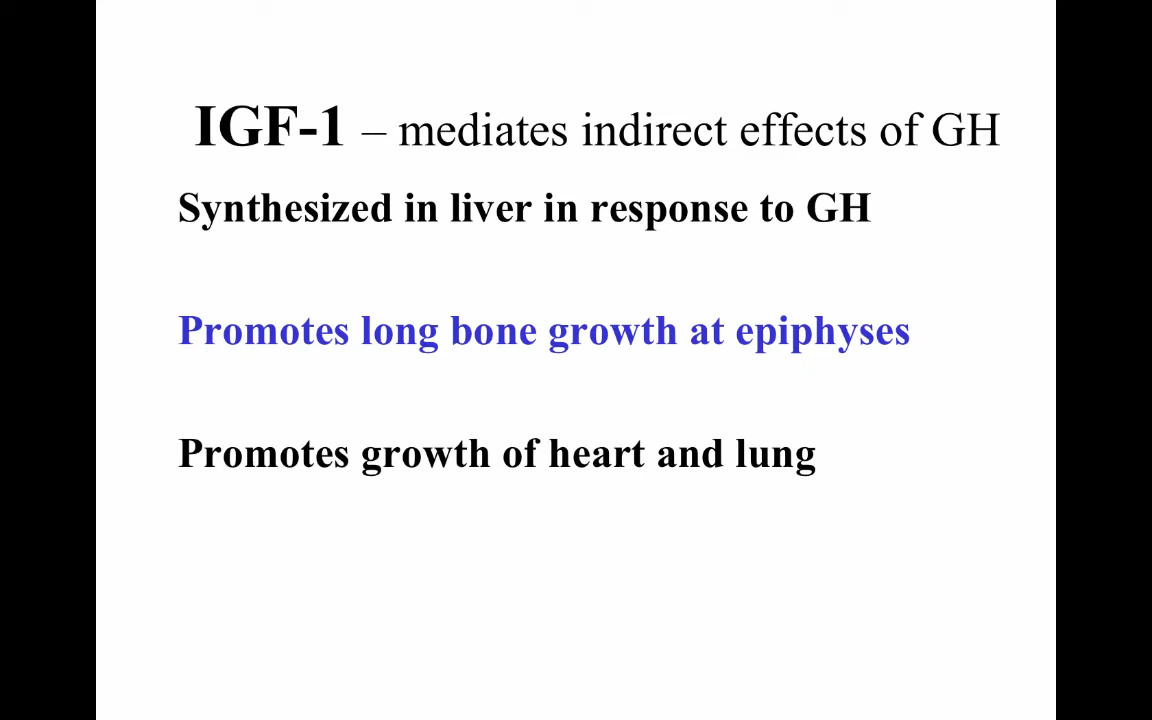 IGF-1 – mediates indirect effects of GH
Synthesized in liver in response to GH
Promotes long bone growth at epiphyses
Promotes growth of heart and lung